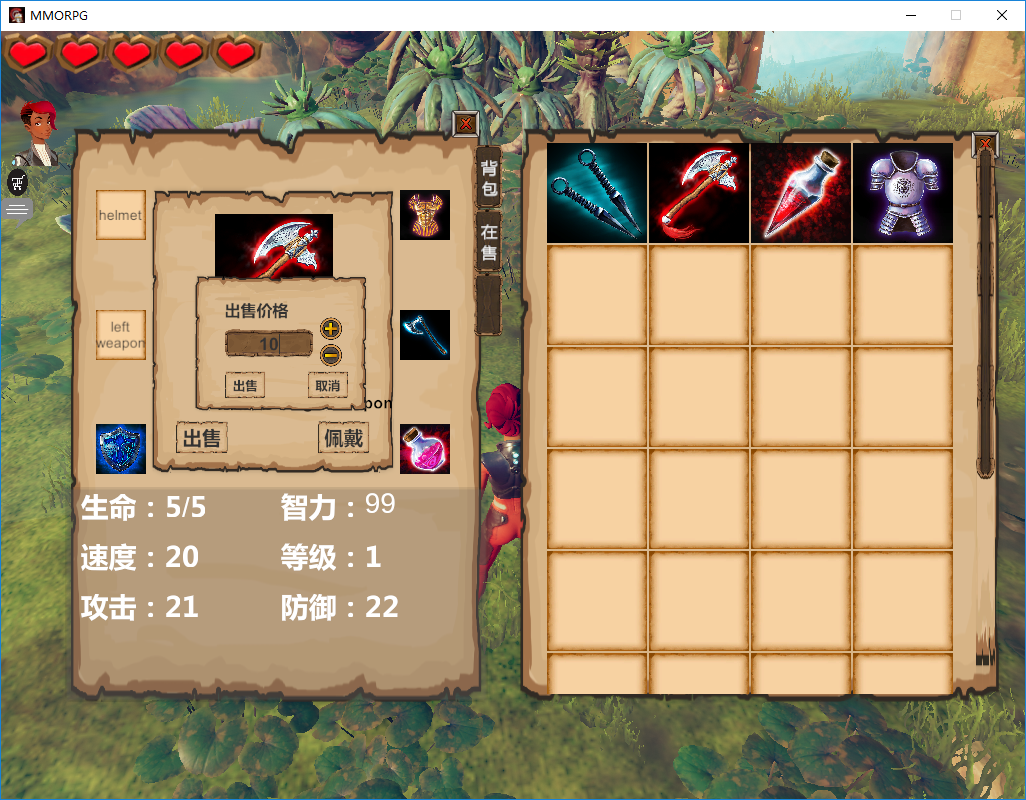 MMORPG
背包
在售
helmet
left
weapon
出售价格
10
出售
取消
pon
出售
佩戴
生命：5/5
智力：99
速度：20
等级：1
攻击：21
防御：22